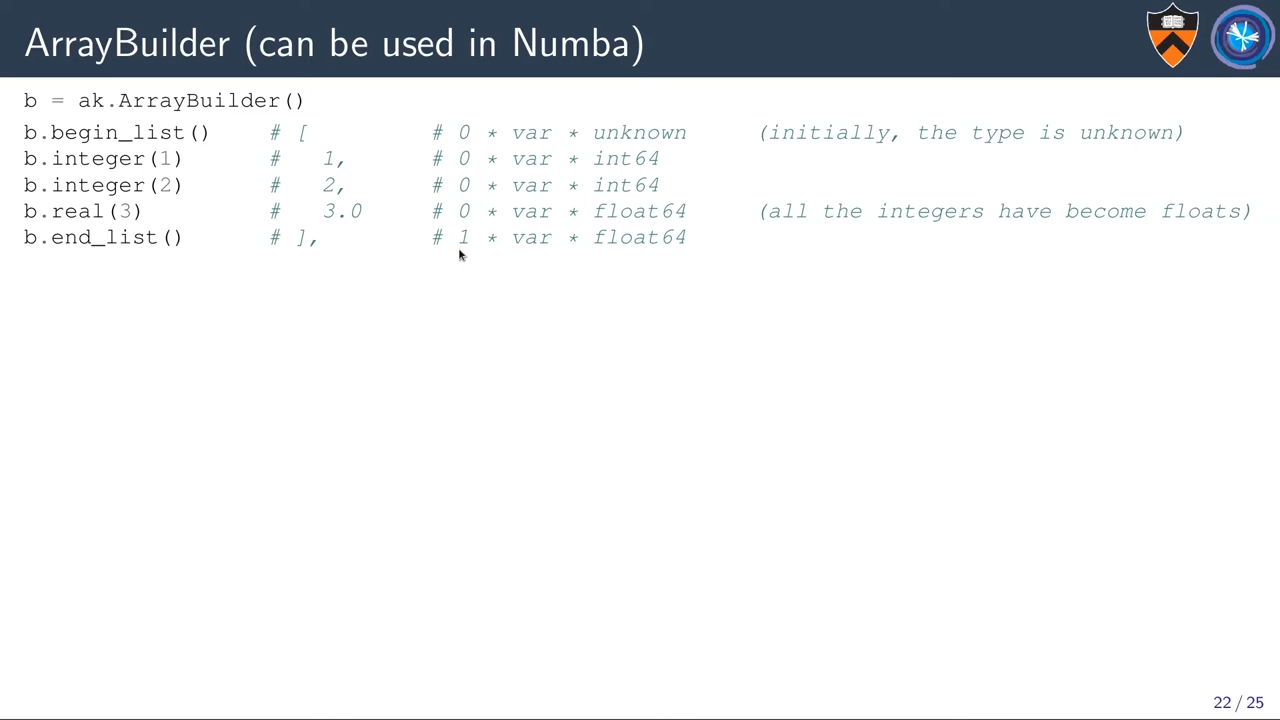 ArrayBuilder (can be used in Numba)
b = ak.ArrayBuilder()
b.begin_list() # [ # 0 * var * unknown (initially, the type is unknown)
b.integer(1) # 1, # 0 * var * int64
b.integer(2) # 2, # 0 * var * int64
b.real(3) # 3.0 # 0 * var * float64 (all the integers have become floats)
b.end_list() # ], # 1 * var * float64
22 / 25